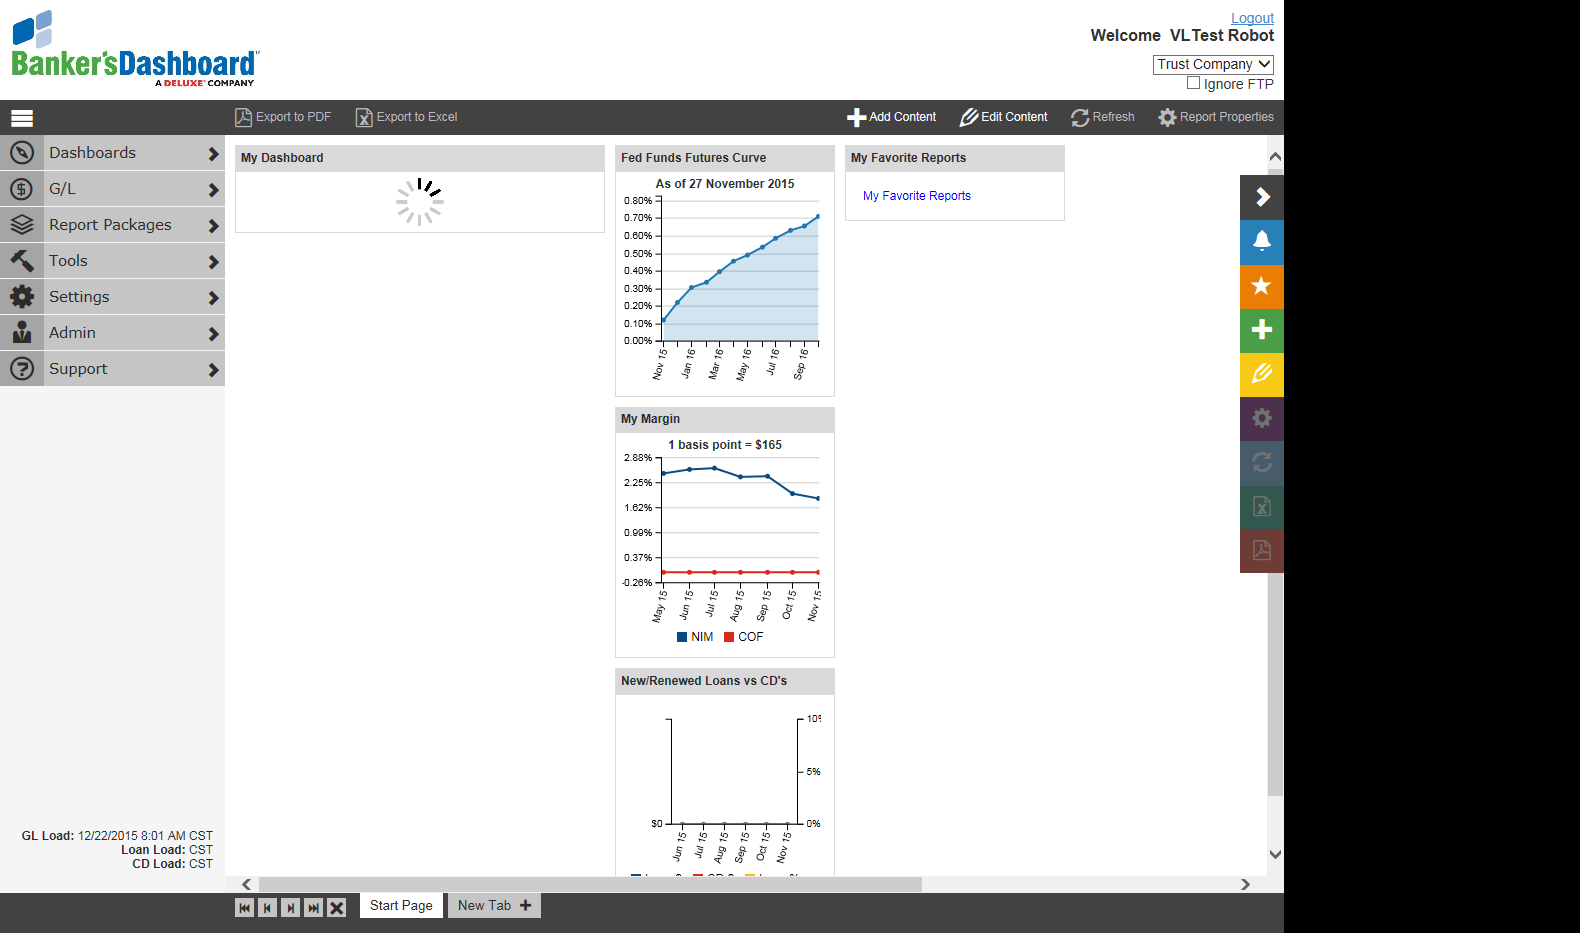 Logout
Welcome VLTest Robot
Banker'sDashboard
A DELUXE COMPANY
Trust Company
Ignore FTP
Export to PDF
Export to Excel
Add Content
Edit Content
Refresh
Report Properties
Dashboards
G/L
Report Packages
Tools
Settings
Admin
Support
GL Load: 12/22/2015 8:01 AM CST
Loan Load: CST
CD Load: CST
My Dashboard
Fed Funds Futures Curve
As of 27 November 2015
0.80%
0.70%
0.60%
0.50%
0.40%
0.30%
0.20%
0.10%
0.00%
Nov 15
Jan 16
Mar 16
May 16
Jul 16
Sep 16
My Margin
1 basis point = $165
2.88%
2.25%
1.62%
0.99%
0.37%
-0.26%
May 15
Jun 15
Jul 15
Aug 15
Sep 15
Oct 15
Nov 15
NIM
COF
New/Renewed Loans vs CD's
10%
5%
$0
0%
Jun 15
Jul 15
Aug 15
Sep 15
Oct 15
Nov 15
My Favorite Reports
My Favorite Reports
Start Page
New Tab